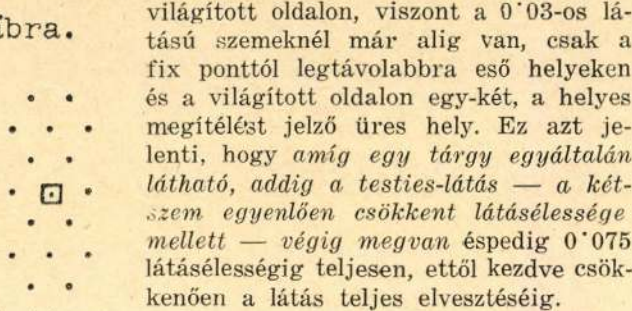 ábra.
világított oldalon, viszont a 0˙03-os lá-
tású szemeknél már alig van, csak a
fix ponttól legtávolabbra eső helyeken
és a világított oldalon egy-két, a helyes
megítélést jelző üres hely. Ez azt je-
lenti, hogy amíg egy tárgy egyáltalán
látható, addig a testies-látás — a két-
szem egyenlően csökkent látásélessége
mellett — végig megvan éspedig 0˙075
látásélességig teljesen, ettől kezdve csök-
kenően a látás teljes elvesztéséig.